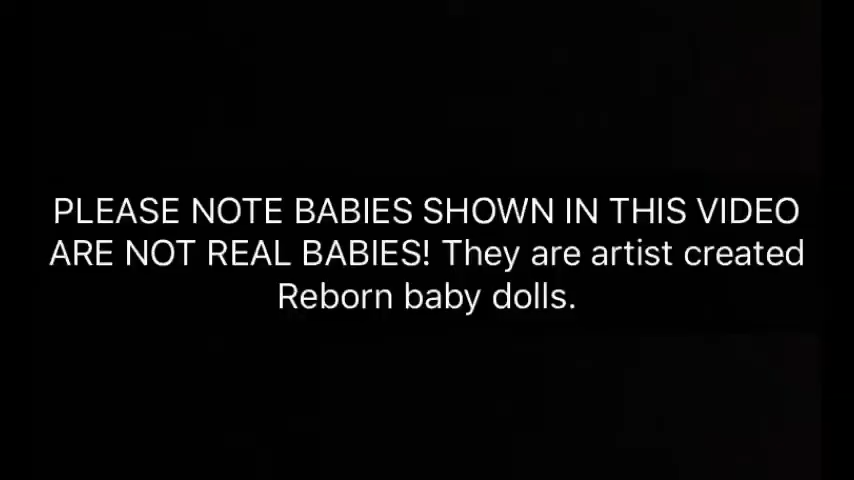 PLEASE NOTE BABIES SHOWN IN THIS VIDEO
ARE NOT REAL BABIES! They are artist created
Reborn baby dolls.